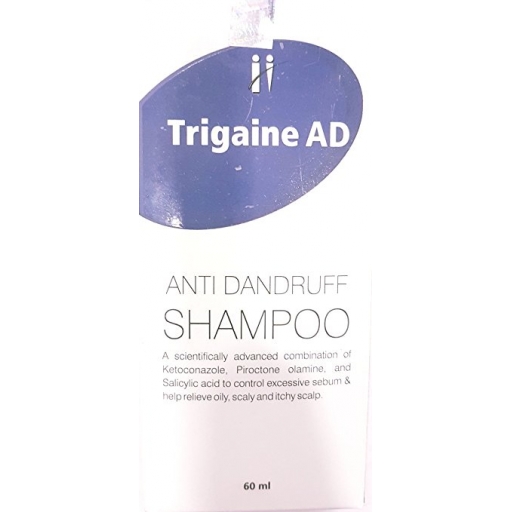 Trigaine AD
ANTI DANDRUFF
SHAMPOO
A scientifically advanced combination of
Ketoconazole, Piroctone olamine, and
Salicylic acid to control excessive sebum &
help relieve oily, scaly and itchy scalp.
60 ml